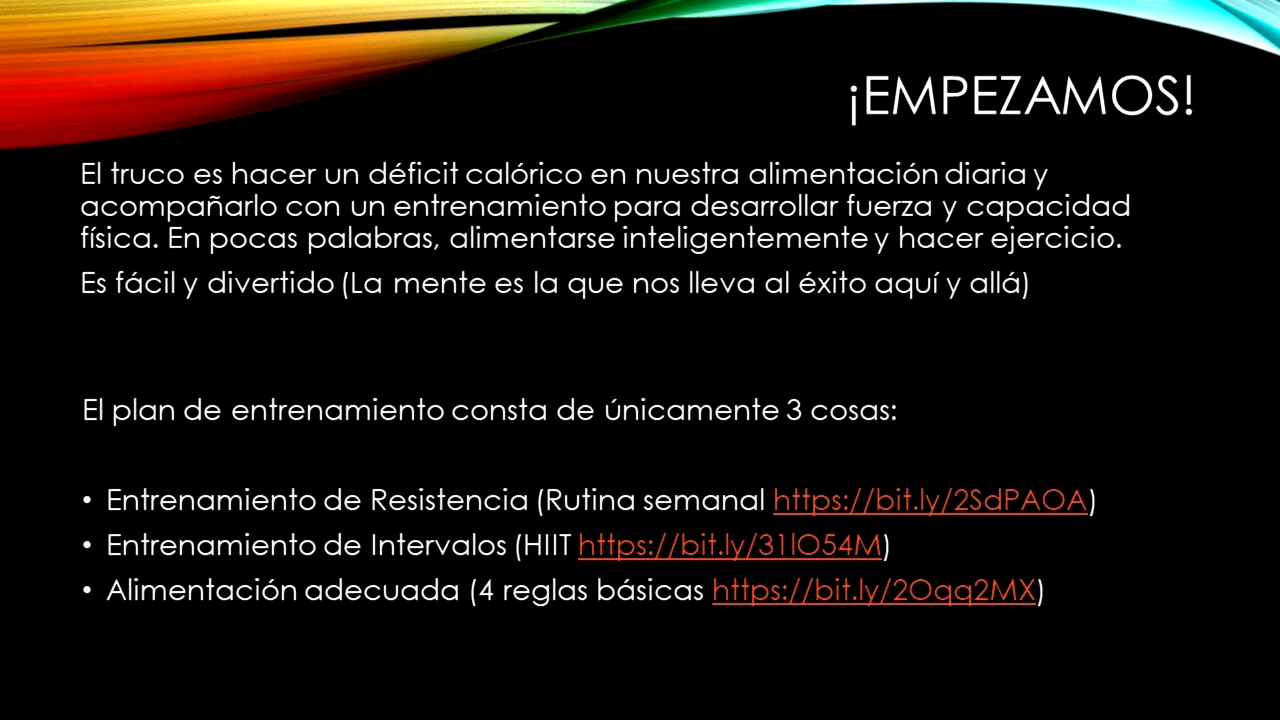 ¡EMPEZAMOS!
El truco es hacer un déficit calórico en nuestra alimentación diaria y
acompañarlo con un entrenamiento para desarrollar fuerza y capacidad
física. En pocas palabras, alimentarse inteligentemente y hacer ejercicio.
Es fácil y divertido (La mente es la que nos lleva al éxito aquí y allá)
El plan de entrenamiento consta de únicamente 3 cosas:
• Entrenamiento de Resistencia (Rutina semanal https://bit.ly/2SdPAOA)
• Entrenamiento de Intervalos (HIIT https://bit.ly/31lO54M)
• Alimentación adecuada (4 reglas básicas https://bit.ly/2Oqq2MX)